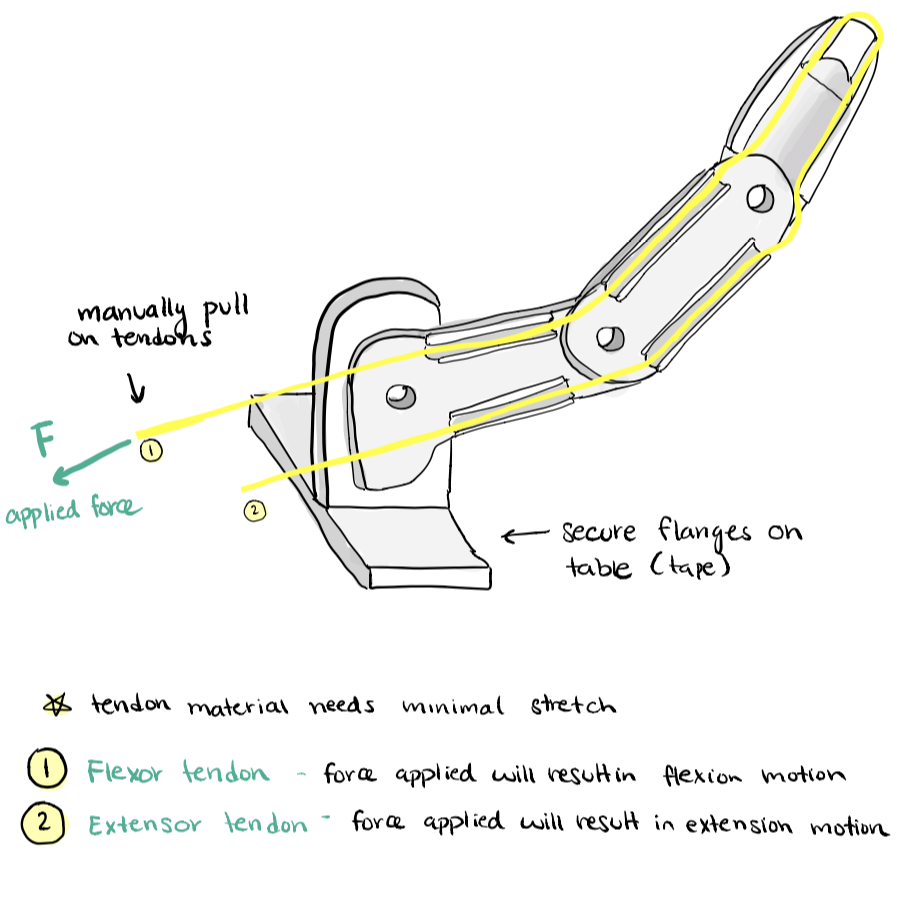 manually pull
on tendons
F
applied force
1
2
secure flanges on
table (tape)
tendon material needs minimal stretch
1 Flexor tendon - force applied will result in flexion motion
2 Extensor tendon - force applied will result in extension motion